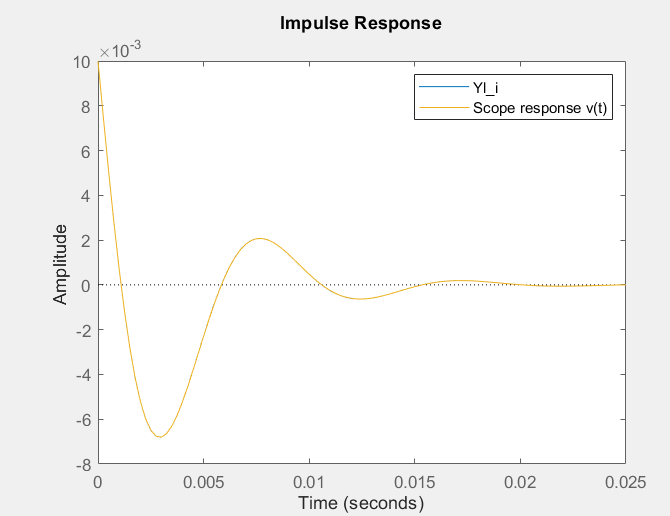 Impulse Response
×10-3
10
8
6
4
2
0
-2
-4
-6
-8
0 0.005 0.01 0.015 0.02 0.025
Time (seconds)
Amplitude
Yl_i
Scope response v(t)